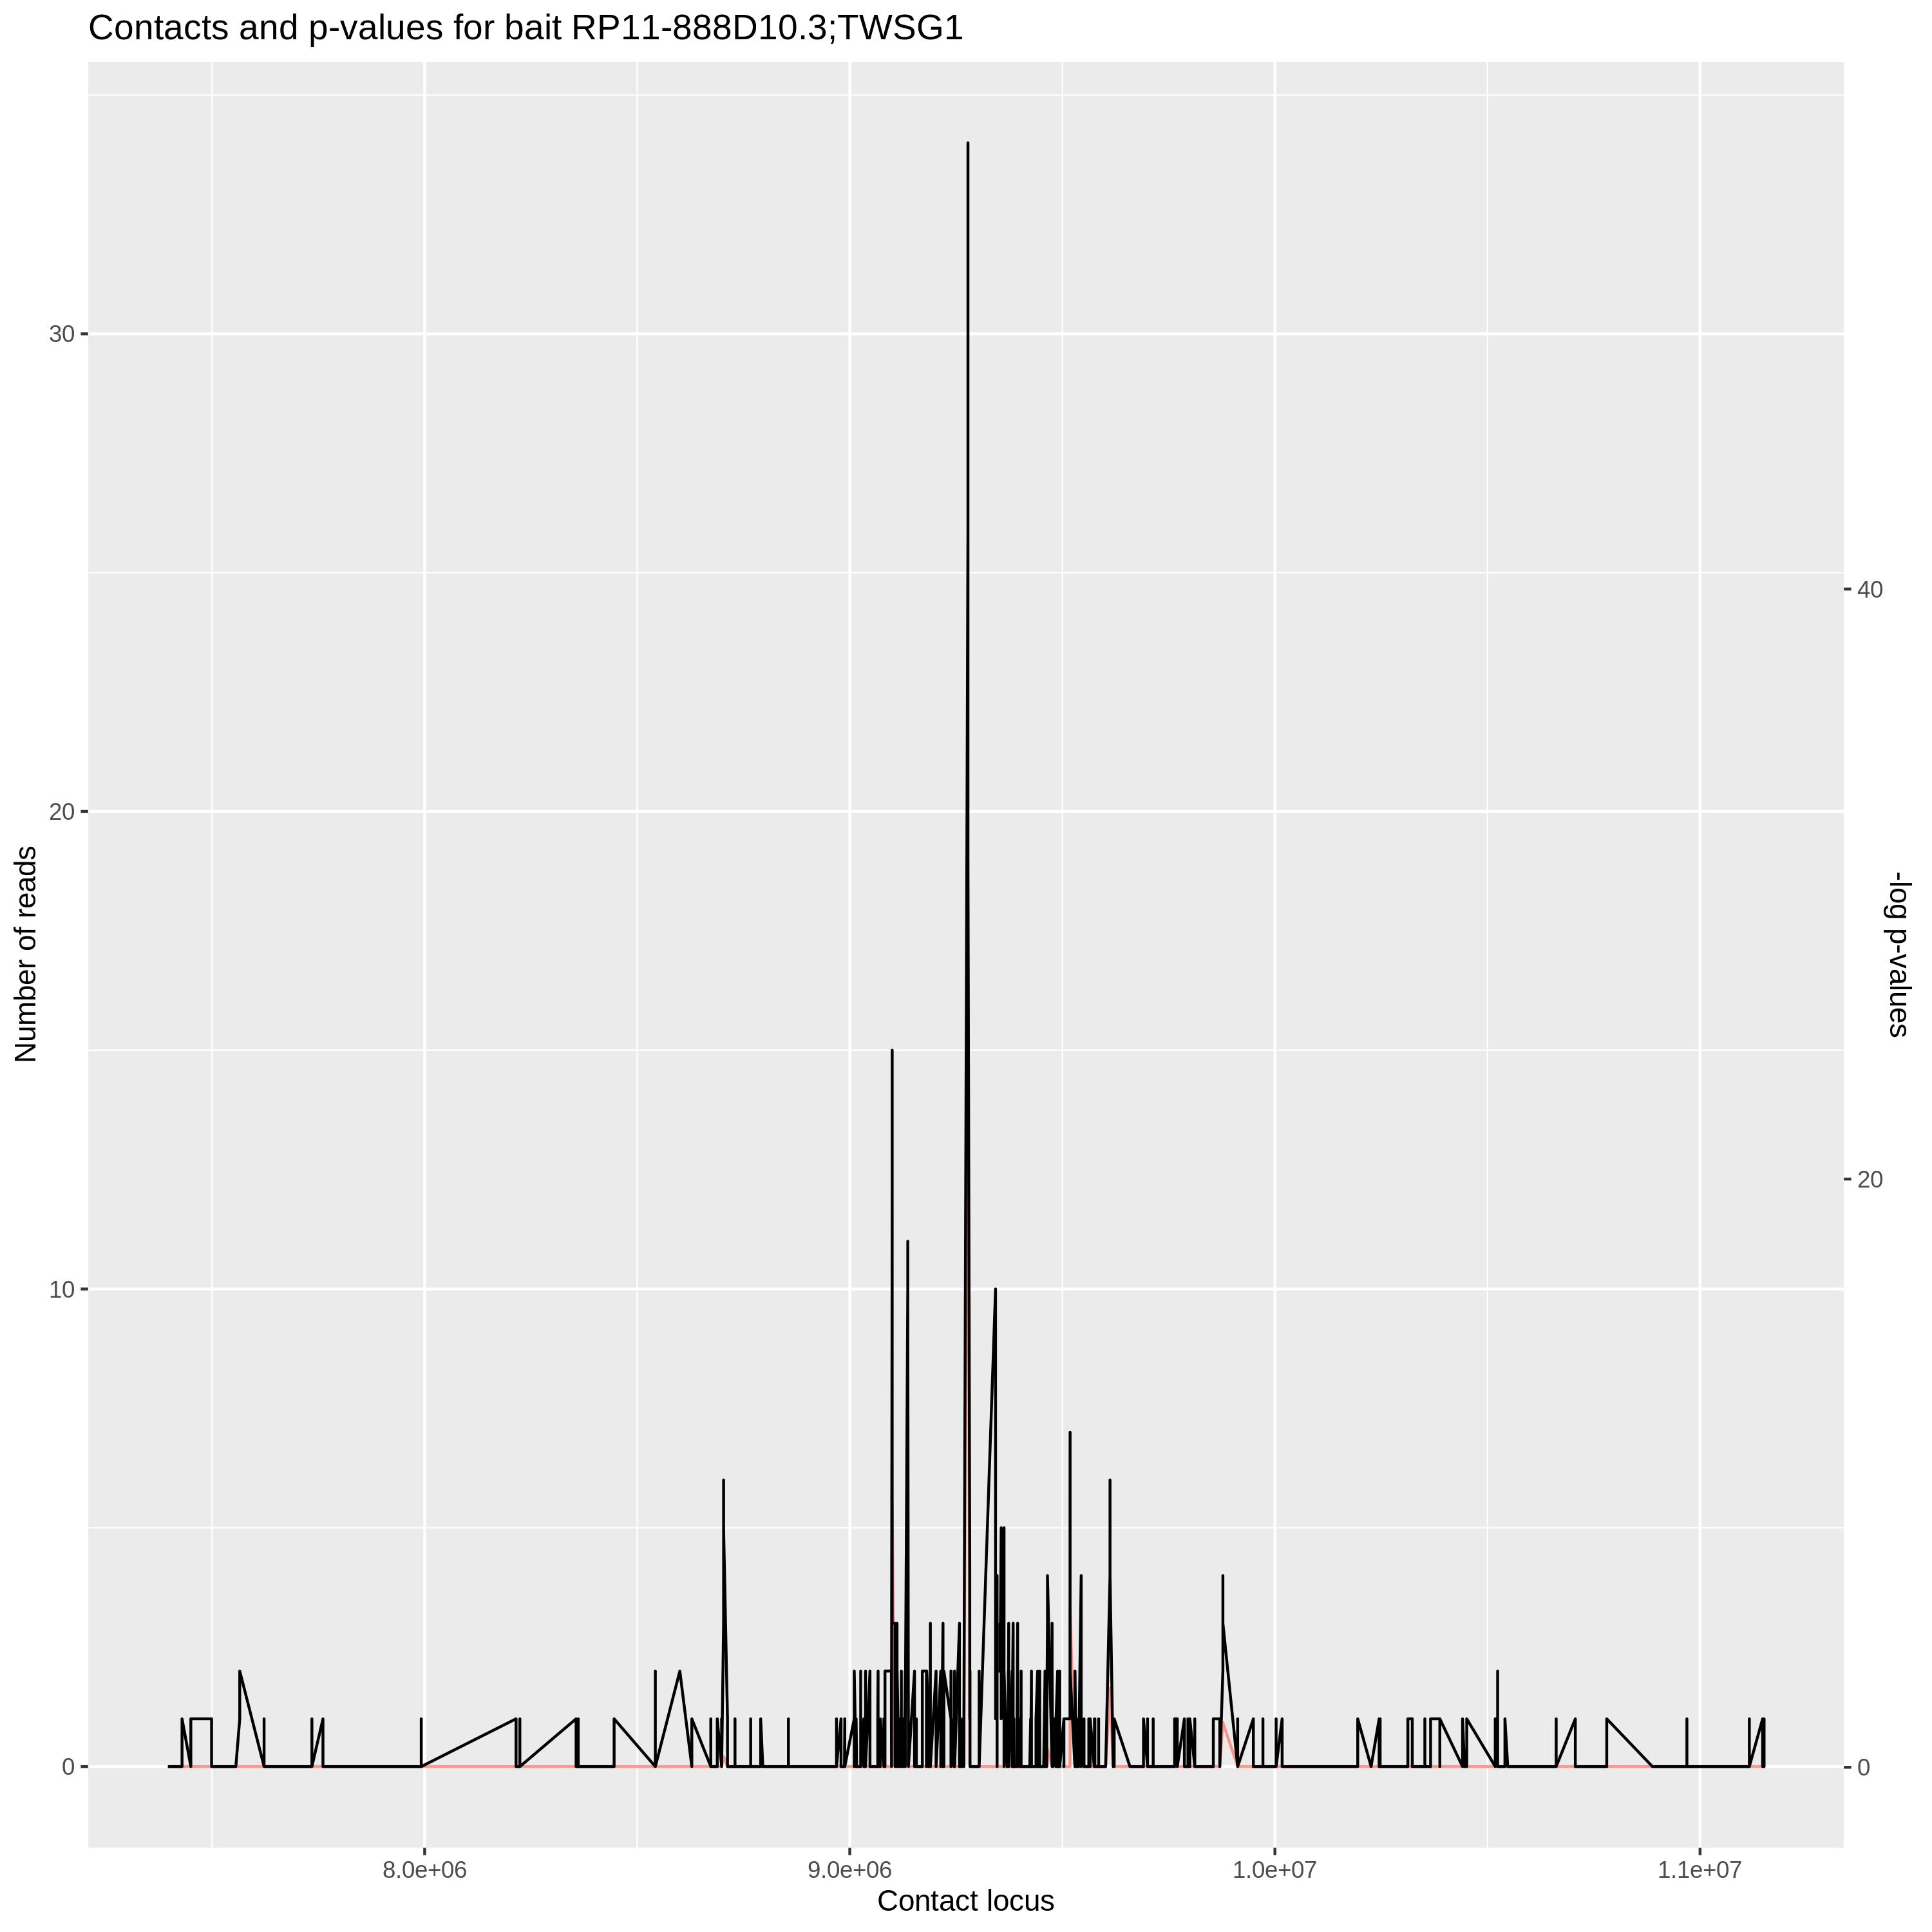 Contacts and p-values for bait RP11-888D10.3;TWSG1
30
20
10
0
Number of reads
40
20
0
-log p-values
8.0e+06 9.0e+06 1.0e+07 1.1e+07
Contact locus